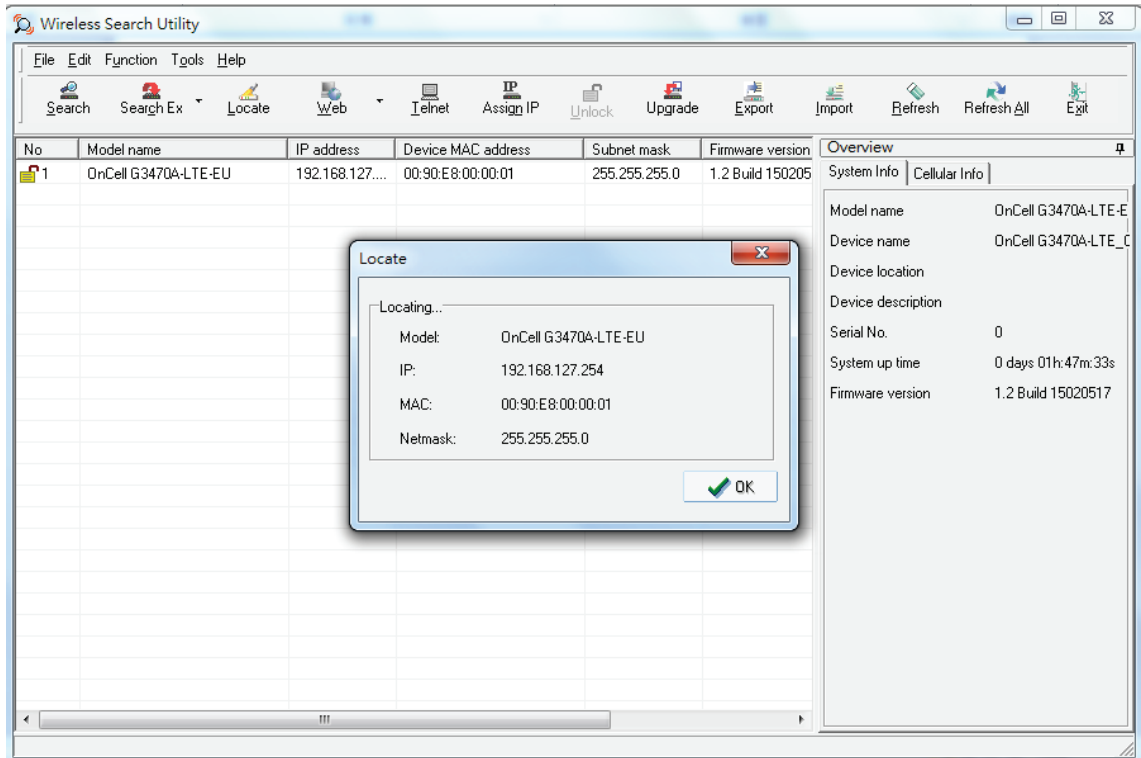 Wireless Search Utility
File Edit Function Tools Help
Search Search Ex Locate Web Telnet Assign IP Unlock Upgrade Export Import Refresh Refresh All Exit
No Model name IP address Device MAC address Subnet mask Firmware version
1 OnCell G3470A-LTE-EU 192.168.127.... 00:90:E8:00:00:01 255.255.255.0 1.2 Build 150205
Locate
Locating...
Model: OnCell G3470A-LTE-EU
IP: 192.168.127.254
MAC: 00:90:E8:00:00:01
Netmask: 255.255.255.0
OK
Overview
System Info Cellular Info
Model name OnCell G3470A-LTE-E
Device name OnCell G3470A-LTE_
Device location
Device description
Serial No. 0
System up time 0 days 01h:47m:33s
Firmware version 1.2 Build 15020517